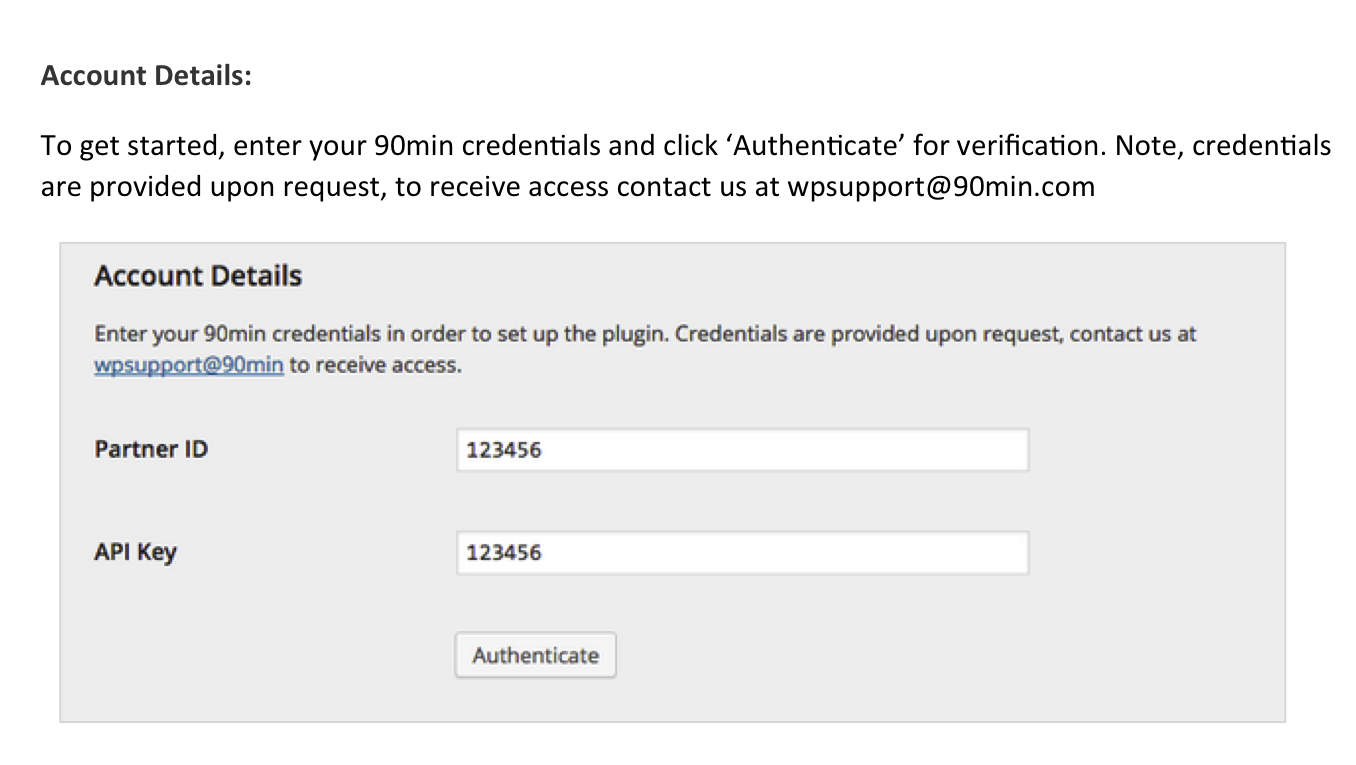 Account Details:
To get started, enter your 90min credentials and click ‘Authenticate’ for verification. Note, credentials
are provided upon request, to receive access contact us at wpsupport@90min.com
Account Details
Enter your 90min credentials in order to set up the plugin. Credentials are provided upon request, contact us at
wpsupport@90min to receive access.
Partner ID 123456
API Key 123456
Authenticate